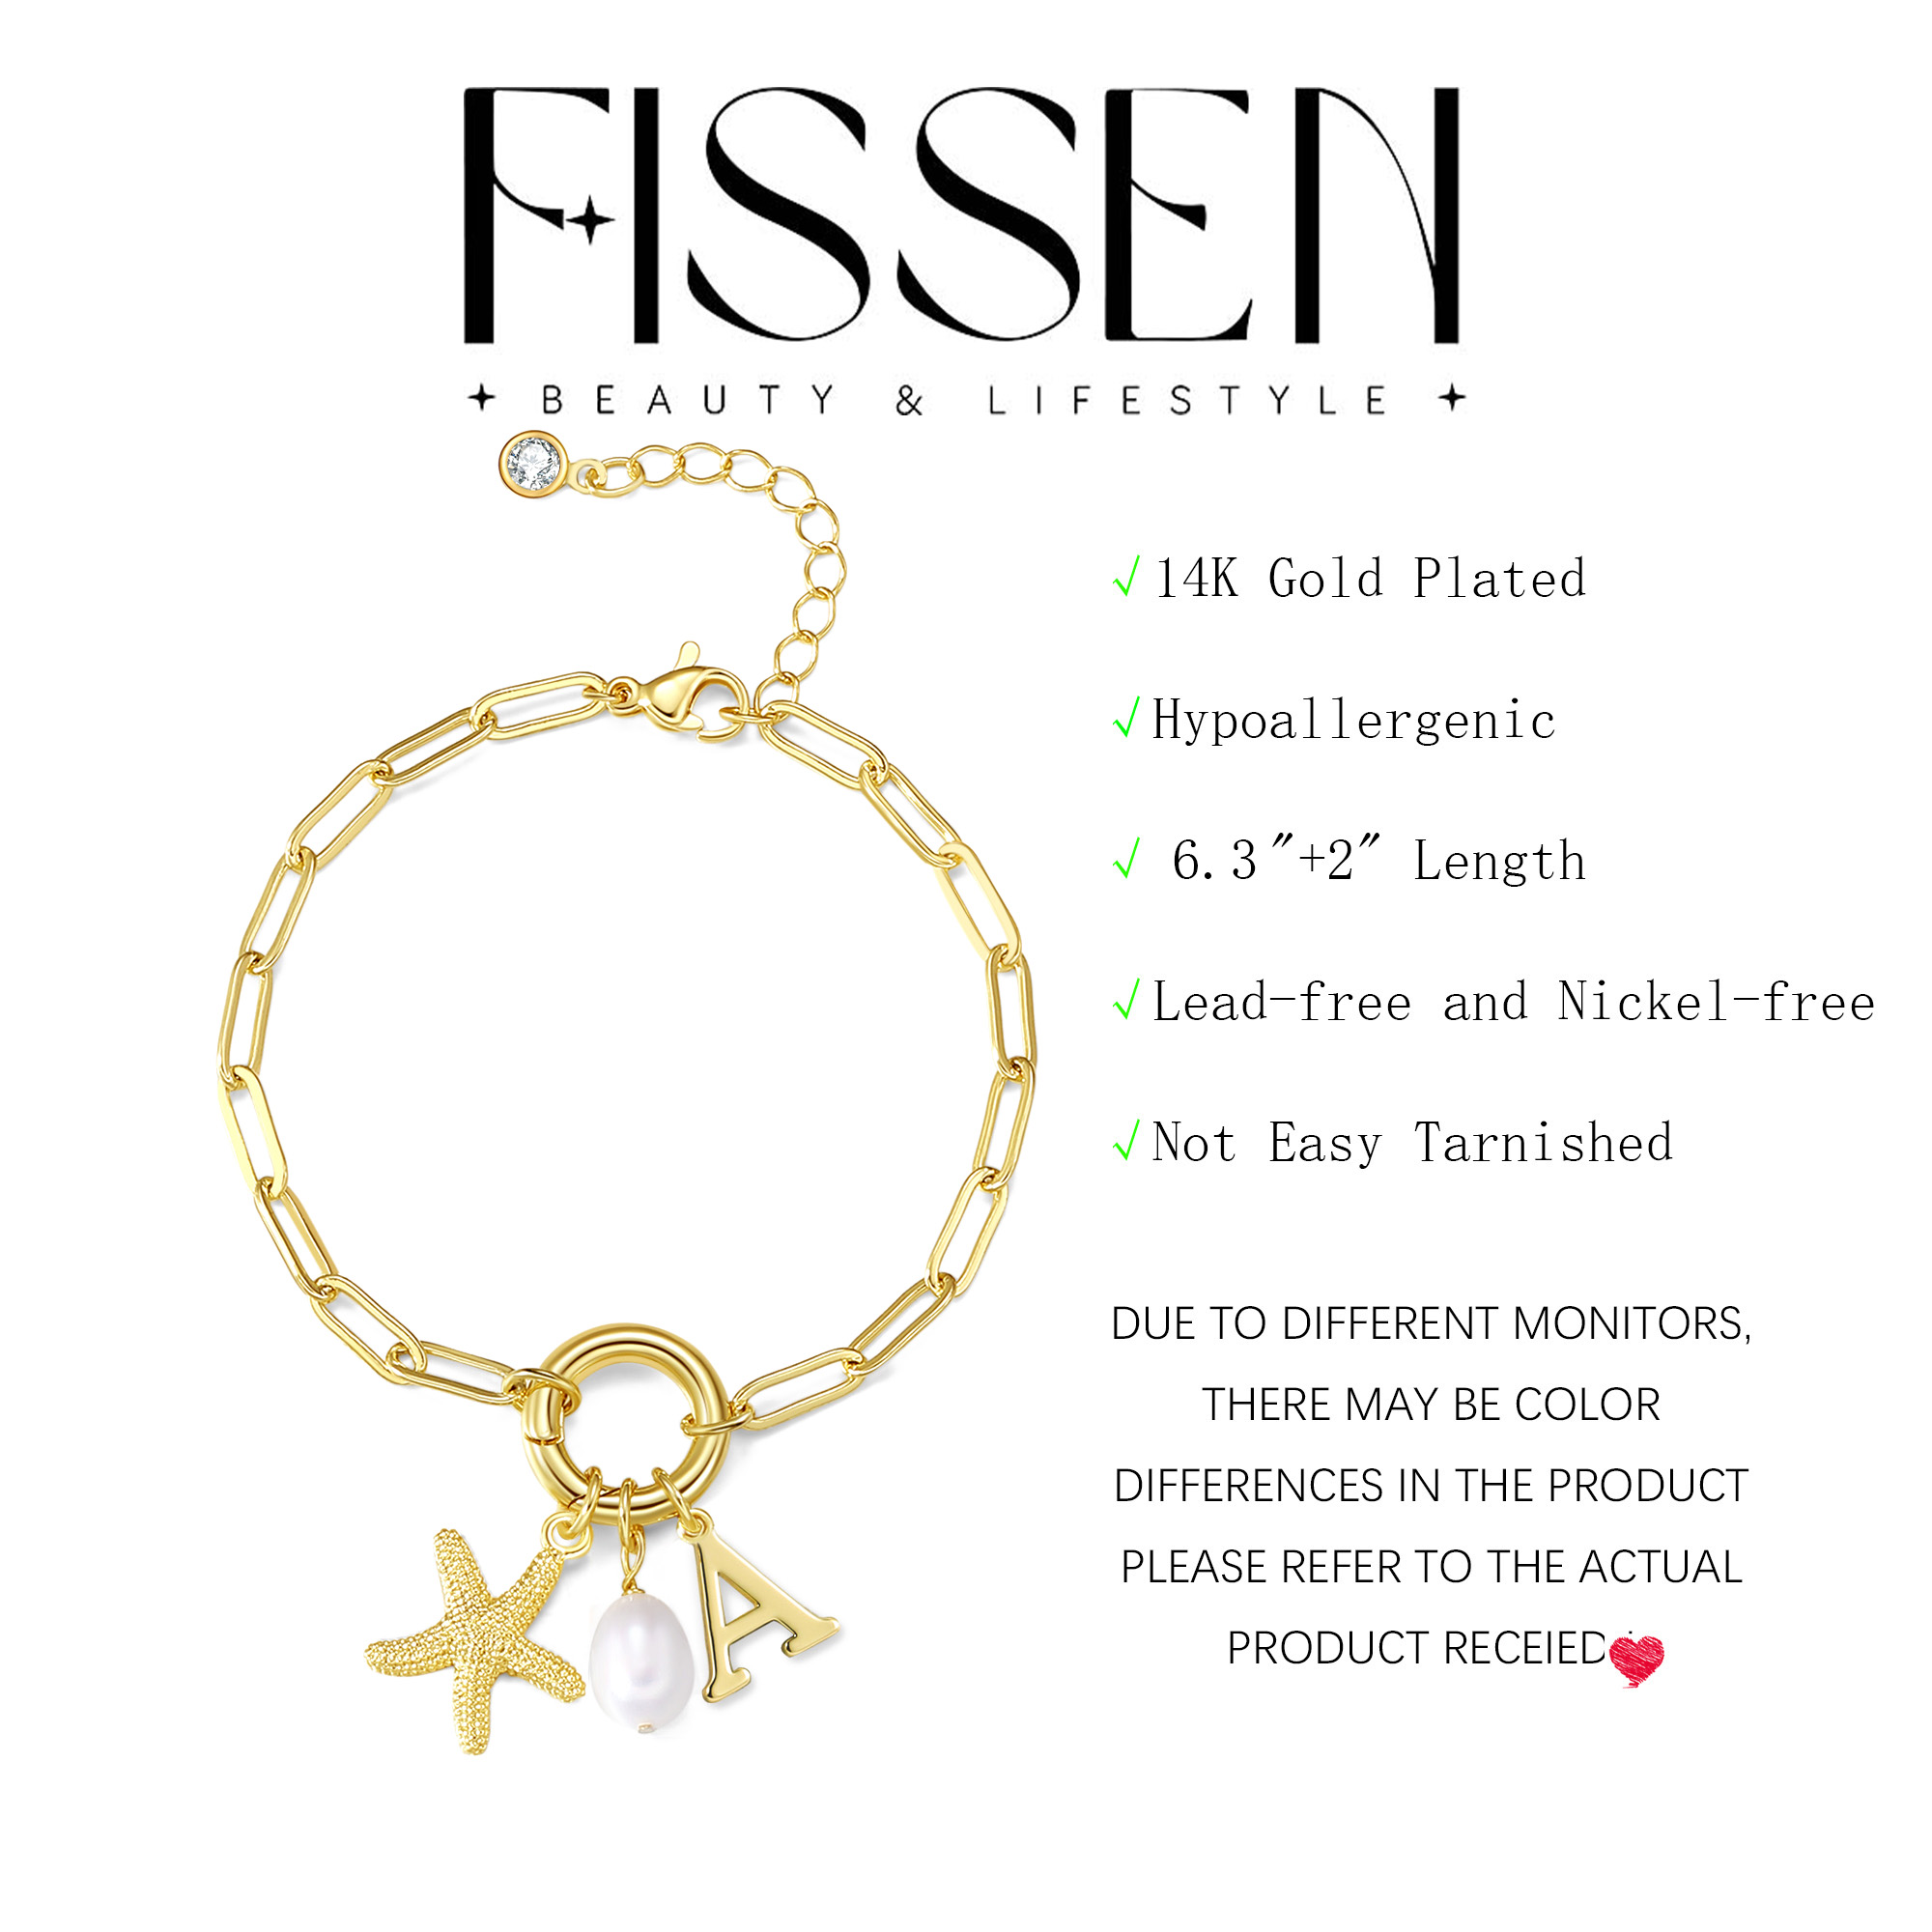 FISSEN
BEAUTY & LIFESTYLE
√14K Gold Plated
√Hypoallergenic
√ 6.3"+2" Length
√Lead-free and Nickel-free
√Not Easy Tarnished
DUE TO DIFFERENT MONITORS,
THERE MAY BE COLOR
DIFFERENCES IN THE PRODUCT
PLEASE REFER TO THE ACTUAL
PRODUCT RECEIED
A